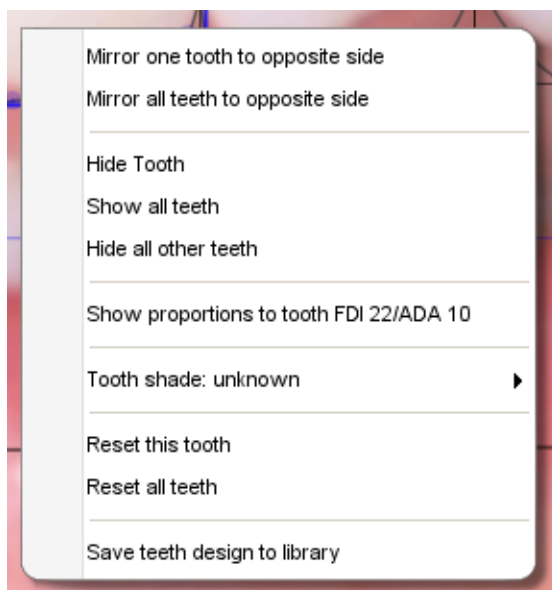 Mirror one tooth to opposite side
Mirror all teeth to opposite side
Hide Tooth
Show all teeth
Hide all other teeth
Show proportions to tooth FDI 22/ADA 10
Tooth shade: unknown
Reset this tooth
Reset all teeth
Save teeth design to library